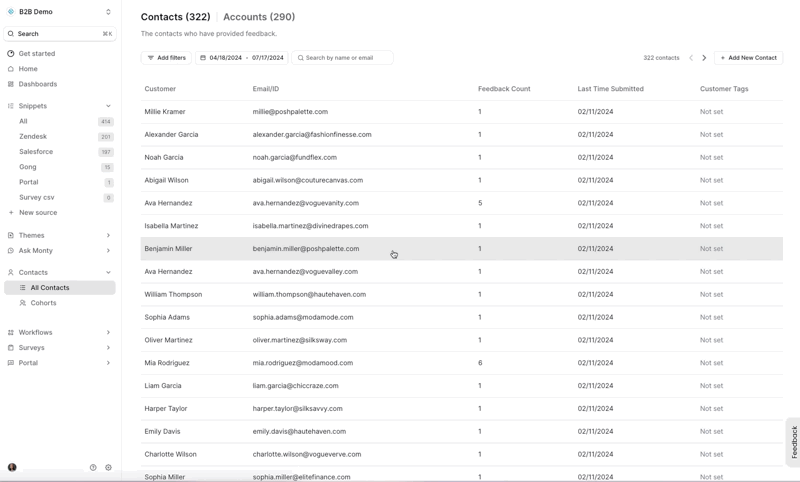 B2B Demo
Search ⌘K
Get started
Home
Dashboards
Snippets
All 414
Zendesk 201
Salesforce 197
Gong 15
Portal 1
Survey csv 0
+ New source
Themes
Ask Monty
Contacts
All Contacts
Cohorts
Workflows
Surveys
Portal
Contacts (322) Accounts (290)
The contacts who have provided feedback.
Add filters 04/18/2024 - 07/17/2024 Search by name or email 322 contacts + Add New Contact
Customer Email/ID Feedback Count Last Time Submitted Customer Tags
Millie Kramer millie@poshpalette.com 1 02/11/2024 Not set
Alexander Garcia alexander.garcia@fashionfinesse.com 1 02/11/2024 Not set
Noah Garcia noah.garcia@fundflex.com 1 02/11/2024 Not set
Abigail Wilson abigail.wilson@couturecanvas.com 1 02/11/2024 Not set
Ava Hernandez ava.hernandez@voguevanity.com 5 02/11/2024 Not set
Isabella Martinez isabella.martinez@divinedrapes.com 1 02/11/2024 Not set
Benjamin Miller benjamin.miller@poshpalette.com 1 02/11/2024 Not set
Ava Hernandez ava.hernandez@voguevalley.com 1 02/11/2024 Not set
William Thompson william.thompson@hautehaven.com 1 02/11/2024 Not set
Sophia Adams sophia.adams@modamode.com 1 02/11/2024 Not set
Oliver Martinez oliver.martinez@silksway.com 1 02/11/2024 Not set
Mia Rodriguez mia.rodriguez@modamood.com 6 02/11/2024 Not set
Liam Garcia liam.garcia@chiccraze.com 1 02/11/2024 Not set
Harper Taylor harper.taylor@silksavvy.com 1 02/11/2024 Not set
Emily Davis emily.davis@hautehaven.com 1 02/11/2024 Not set
Charlotte Wilson charlotte.wilson@vogueverve.com 1 02/11/2024 Not set
Sophia Miller sophia.miller@elitefinance.com 1 02/11/2024 Not set
Feedback